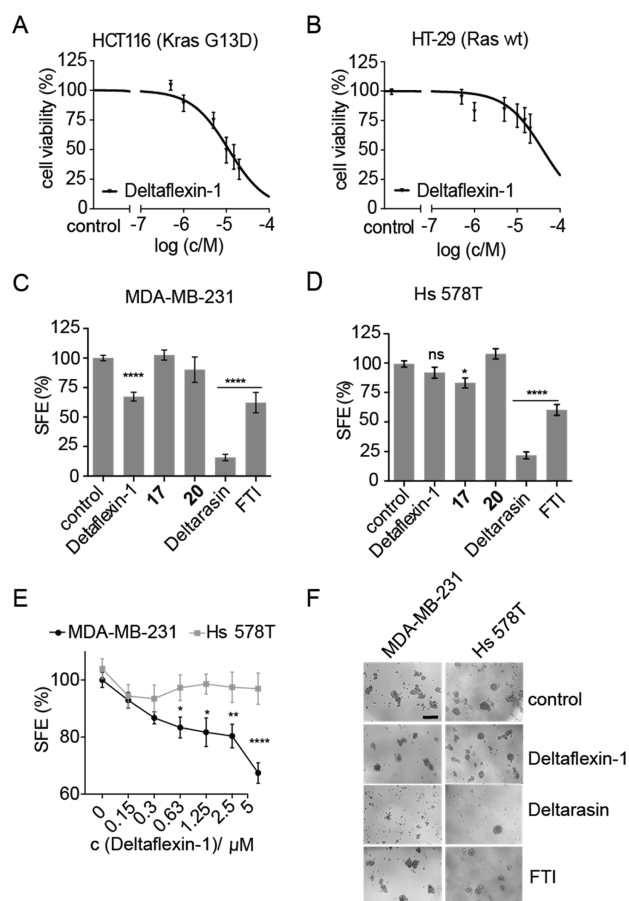 A
HCT116 (Kras G13D)
cell viability (%)
125
100
75
50
25
0
Deltaflexin-1
control
-7
-6
-5
-4
log (c/M)
B
HT-29 (Ras wt)
cell viability (%)
125
100
75
50
25
0
Deltaflexin-1
control
-7
-6
-5
-4
log (c/M)
C
MDA-MB-231
SFE (%)
125
100
75
50
25
0
****
****
control
Detaflexin-1
17
20
Deltarasin
FTI
D
Hs 578T
SFE (%)
125
100
75
50
25
0
ns
*
****
control
Detaflexin-1
17
20
Deltarasin
FTI
E
MDA-MB-231
Hs 578T
SFE (%)
100
80
60
*
*
**
****
0
0.15
0.3
0.63
1.25
2.5
5
c (Deltaflexin-1)/ µM
F
MDA-MB-231
Hs 578T
control
Deltaflexin-1
Deltarasin
FTI